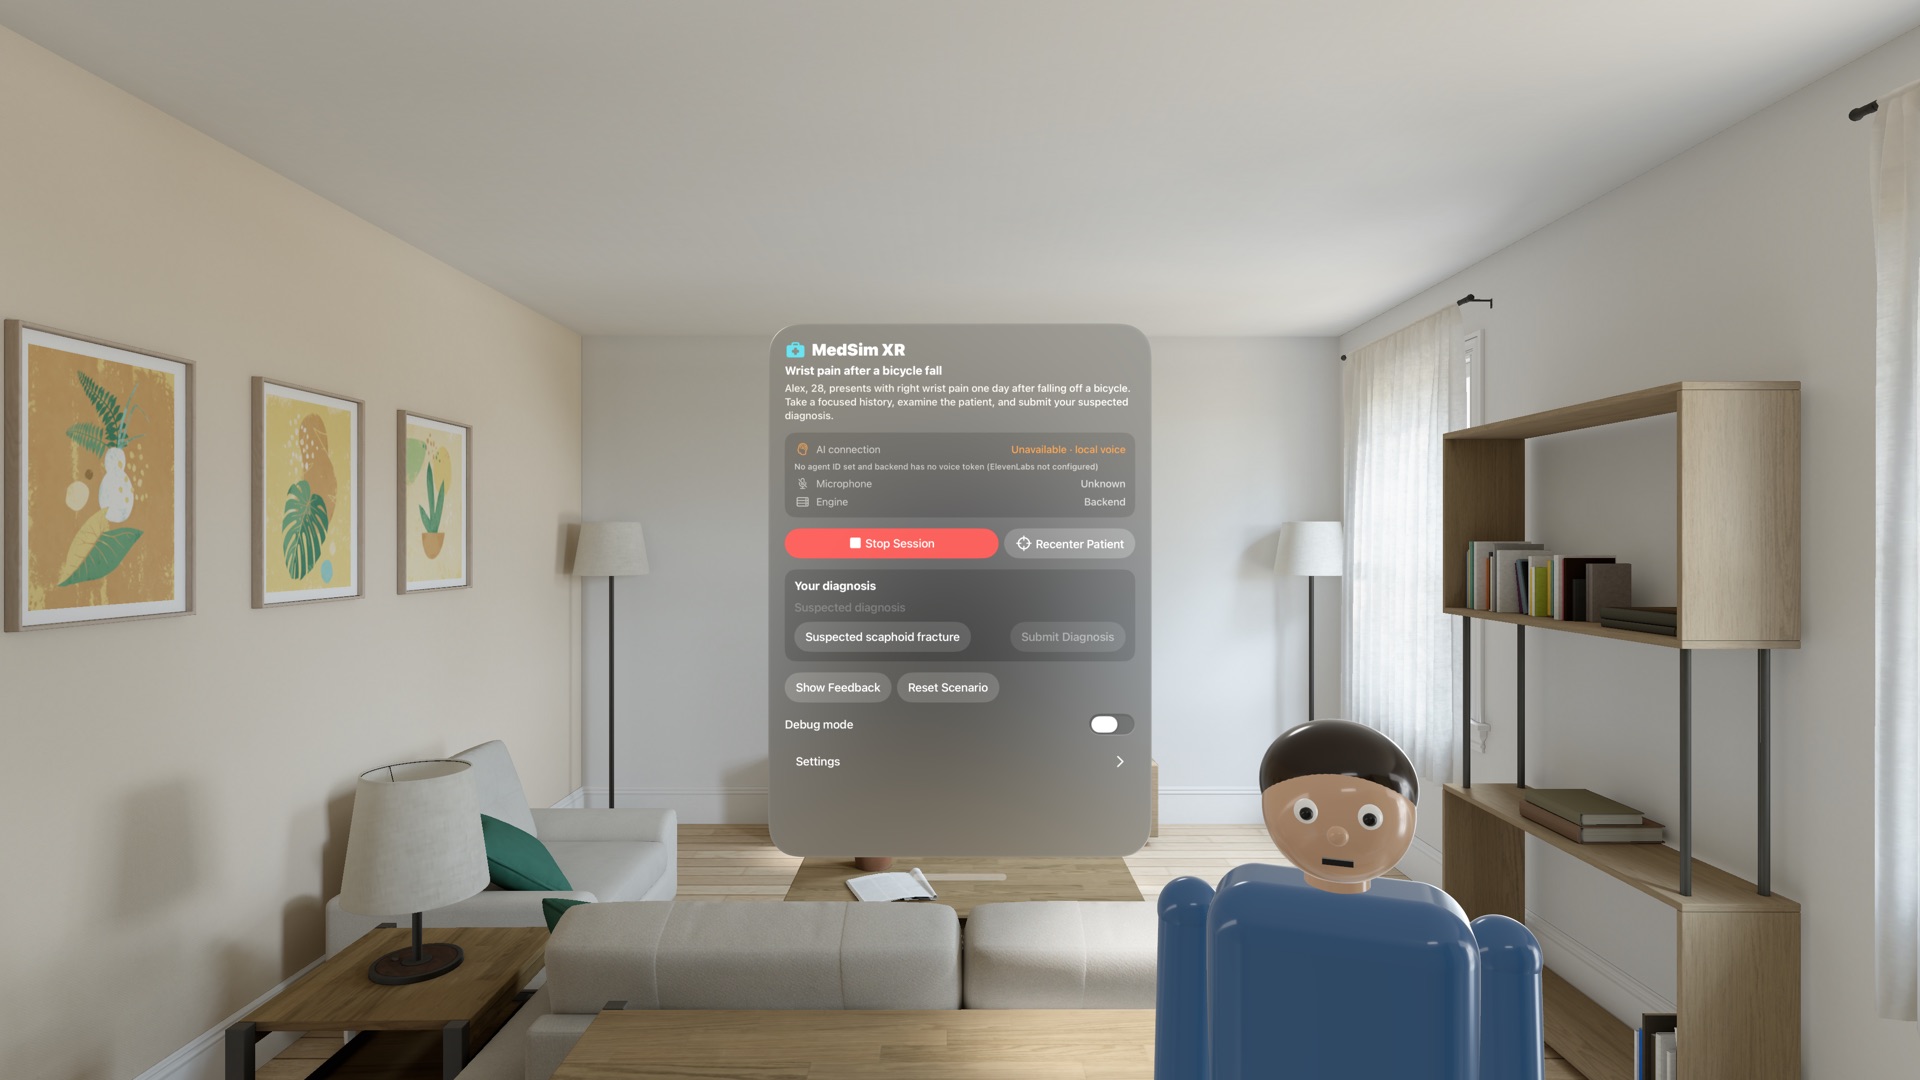 MedSim XR
Wrist pain after a bicycle fall
Alex, 28, presents with right wrist pain one day after falling off a bicycle.
Take a focused history, examine the patient, and submit your suspected
diagnosis.
AI connection Unavailable · local voice
No agent ID set and backend has no voice token (ElevenLabs not configured)
Microphone Unknown
Engine Backend
Stop Session Recenter Patient
Your diagnosis
Suspected diagnosis
Suspected scaphoid fracture Submit Diagnosis
Show Feedback Reset Scenario
Debug mode
Settings